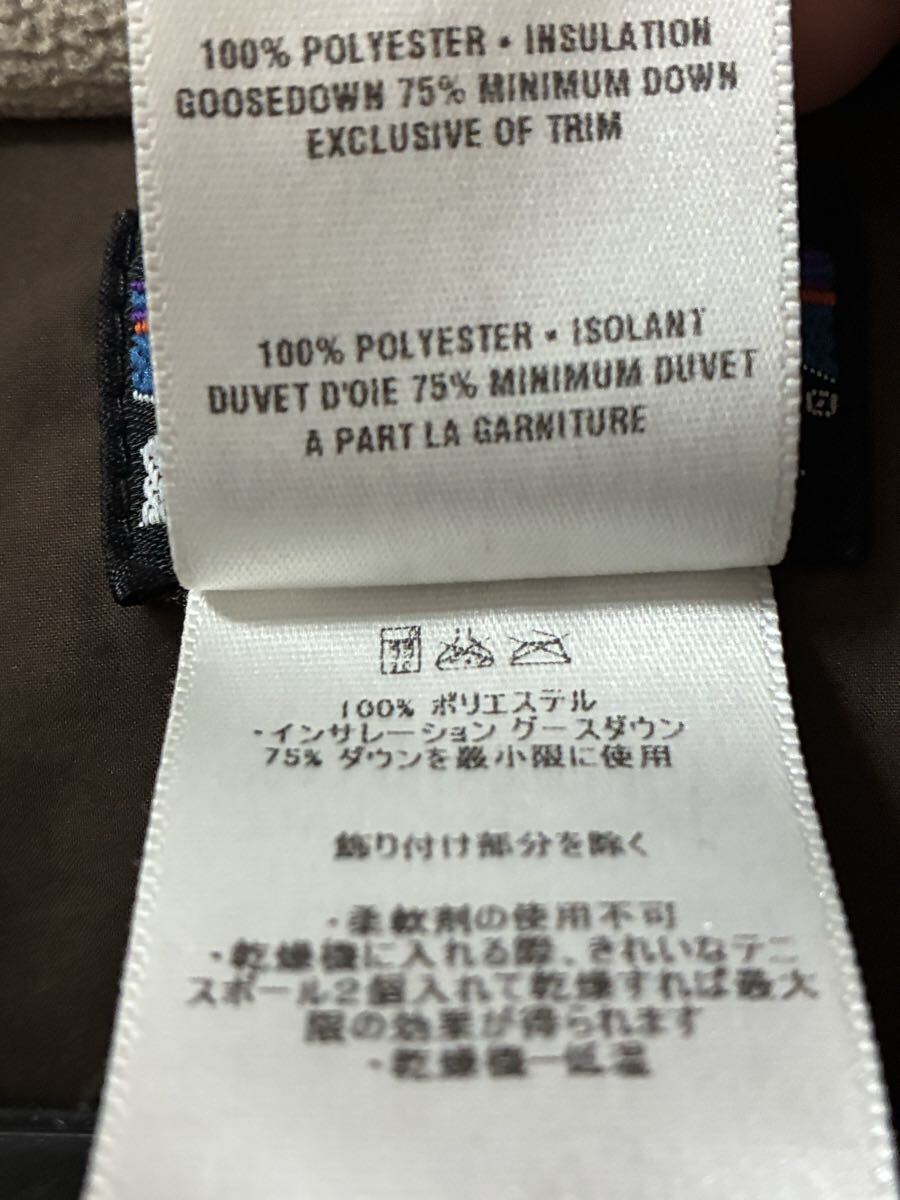 100% POLYESTER • INSULATION
GOOSEDOWN 75% MINIMUM DOWN
EXCLUSIVE OF TRIM
100% POLYESTER • ISOLANT
DUVET D'OIE 75% MINIMUM DUVET
A PART LA GARNITURE
100% ポリエステル
・インサレーション グースダウン
75% ダウンを最小限に使用
飾り付け部分を除く
・柔軟剤の使用不可
・乾燥機に入れる際、きれいなテニ
スボール2個入れて乾燥すれば最大
限の効果が得られます
・乾燥機ー低温